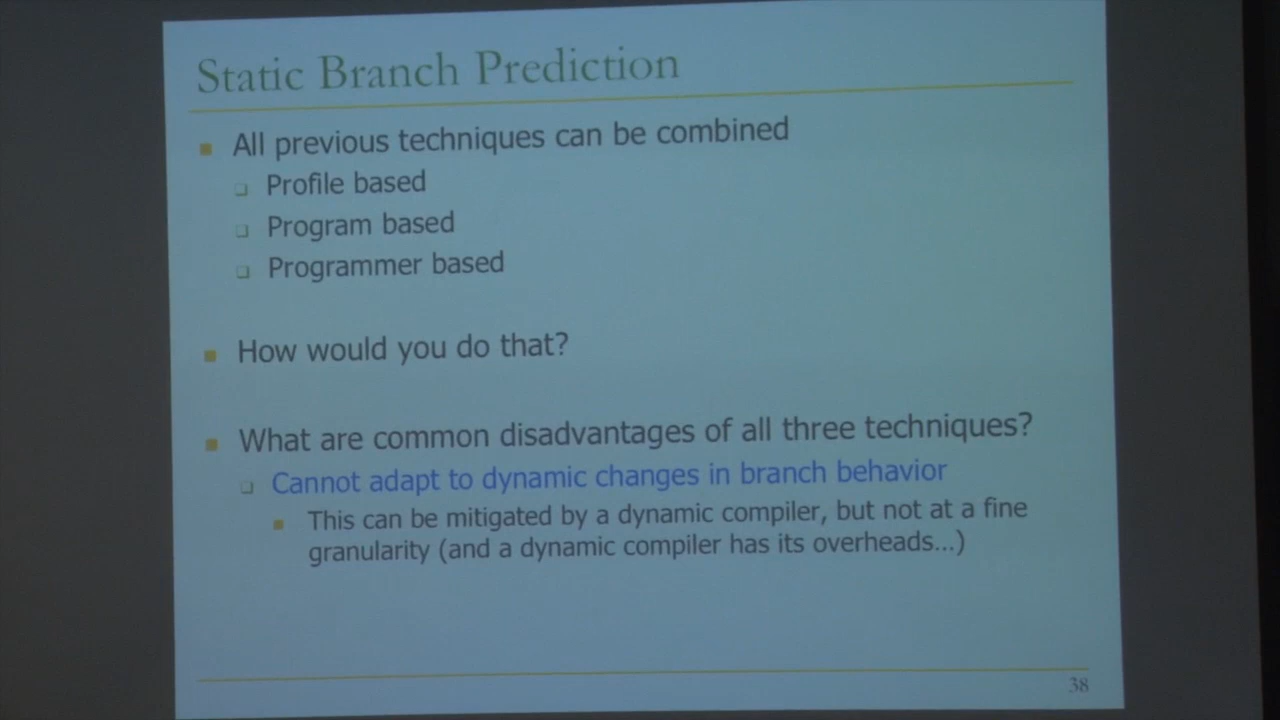 Static Branch Prediction
All previous techniques can be combined
Profile based
Program based
Programmer based
How would you do that?
What are common disadvantages of all three techniques?
Cannot adapt to dynamic changes in branch behavior
This can be mitigated by a dynamic compiler, but not at a fine
granularity (and a dynamic compiler has its overheads...)
38